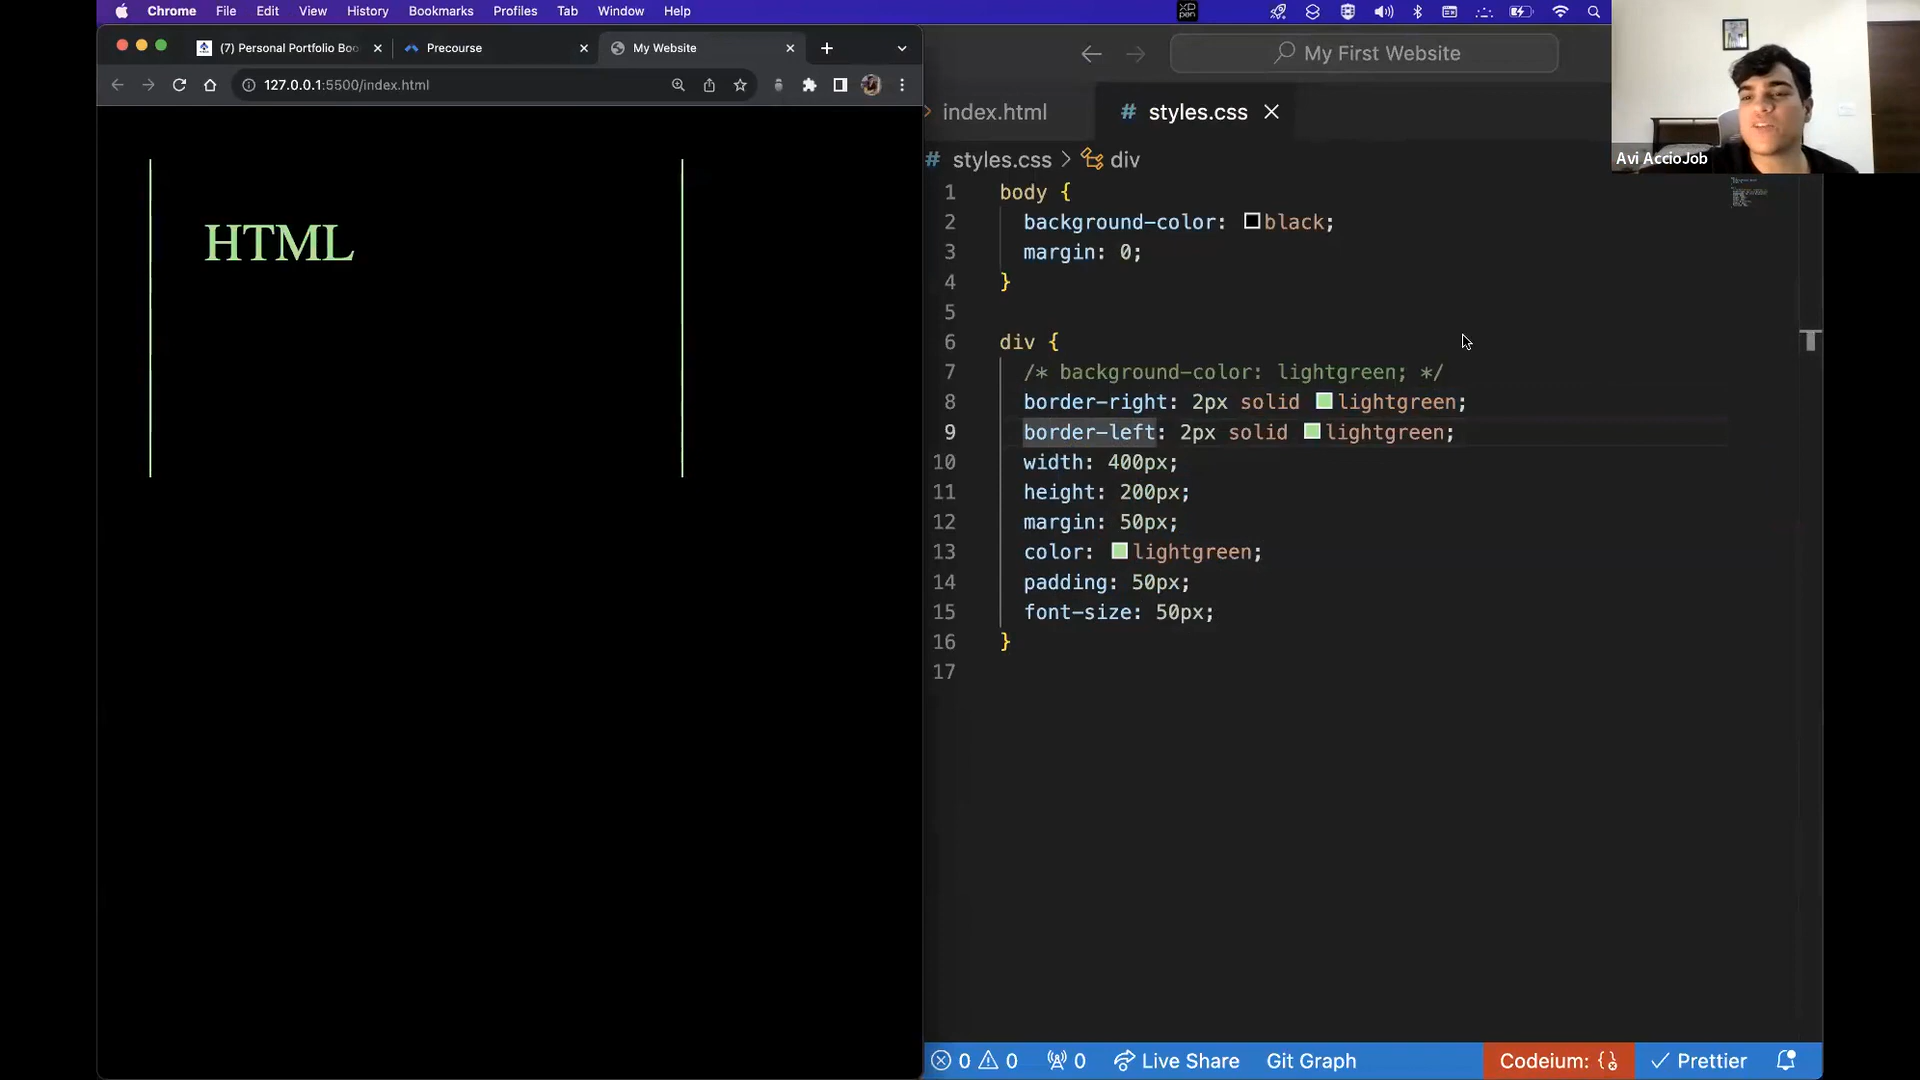 Chrome File Edit View History Bookmarks Profiles Tab Window Help
(7) Personal Portfolio Boo
Precourse
My Website
127.0.0.1:5500/index.html
HTML
My First Website
index.html
# styles.css
# styles.css > div
1 body {
2 background-color: black;
3 margin: 0;
4 }
5
6 div {
7 /* background-color: lightgreen; */
8 border-right: 2px solid lightgreen;
9 border-left: 2px solid lightgreen;
10 width: 400px;
11 height: 200px;
12 margin: 50px;
13 color: lightgreen;
14 padding: 50px;
15 font-size: 50px;
16 }
17
0 0 0 Live Share Git Graph Codeium: {} Prettier
Avi AccioJob